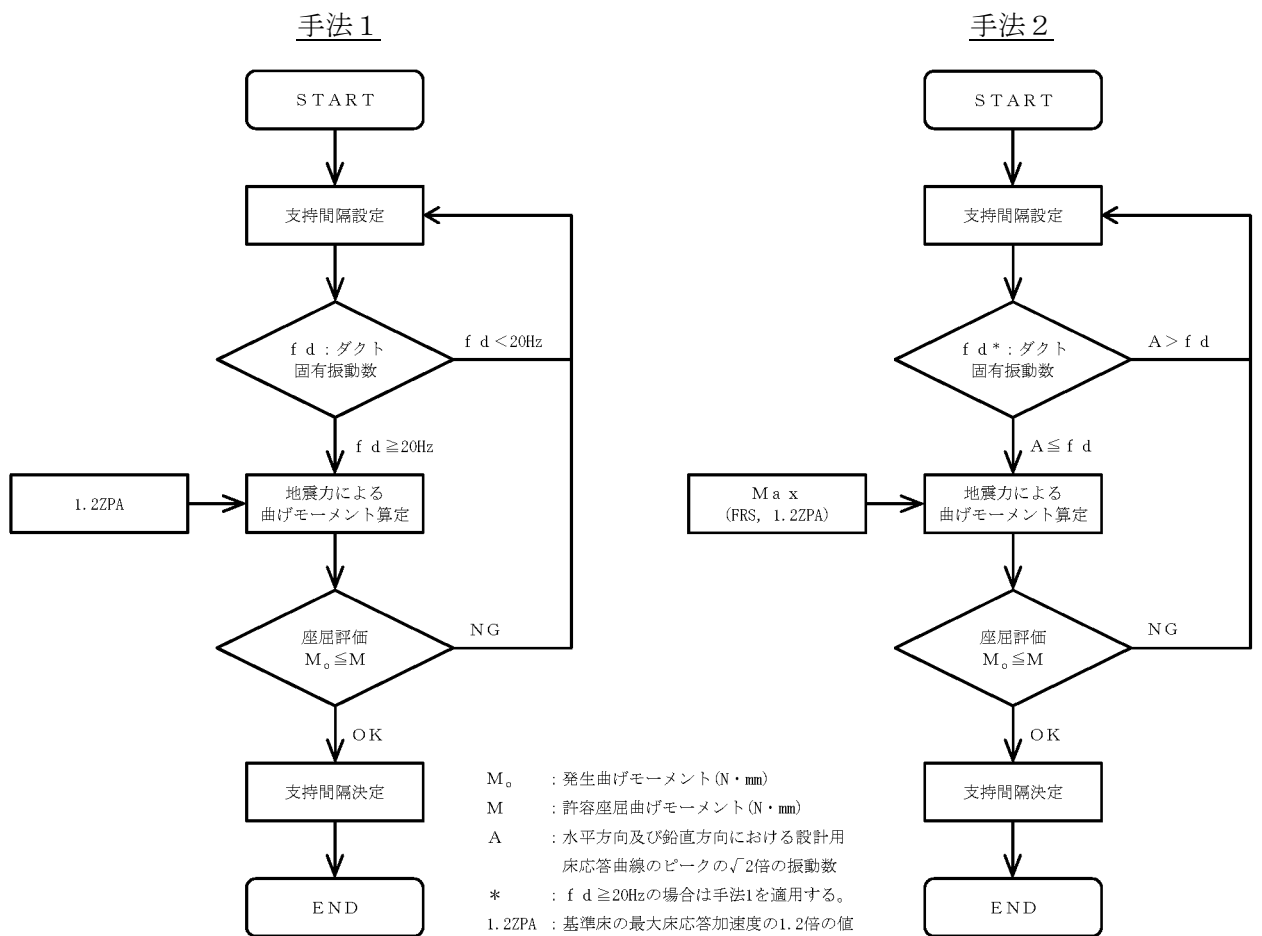 手法１
START
支持間隔設定
ｆｄ：ダクト
固有振動数
ｆｄ＜20Hz
ｆｄ≧20Hz
1.2ZPA
地震力による
曲げモーメント算定
座屈評価
M₀≦M
NG
OK
支持間隔決定
END
手法２
START
支持間隔設定
ｆｄ*：ダクト
固有振動数
A＞ｆｄ
A≦ｆｄ
Max
(FRS, 1.2ZPA)
地震力による
曲げモーメント算定
座屈評価
M₀≦M
NG
OK
支持間隔決定
END
M₀ ：発生曲げモーメント(N・mm)
M ：許容座屈曲げモーメント(N・mm)
A ：水平方向及び鉛直方向における設計用
床応答曲線のピークの√2倍の振動数
* ：ｆｄ≧20Hzの場合は手法1を適用する。
1.2ZPA ：基準床の最大床応答加速度の1.2倍の値